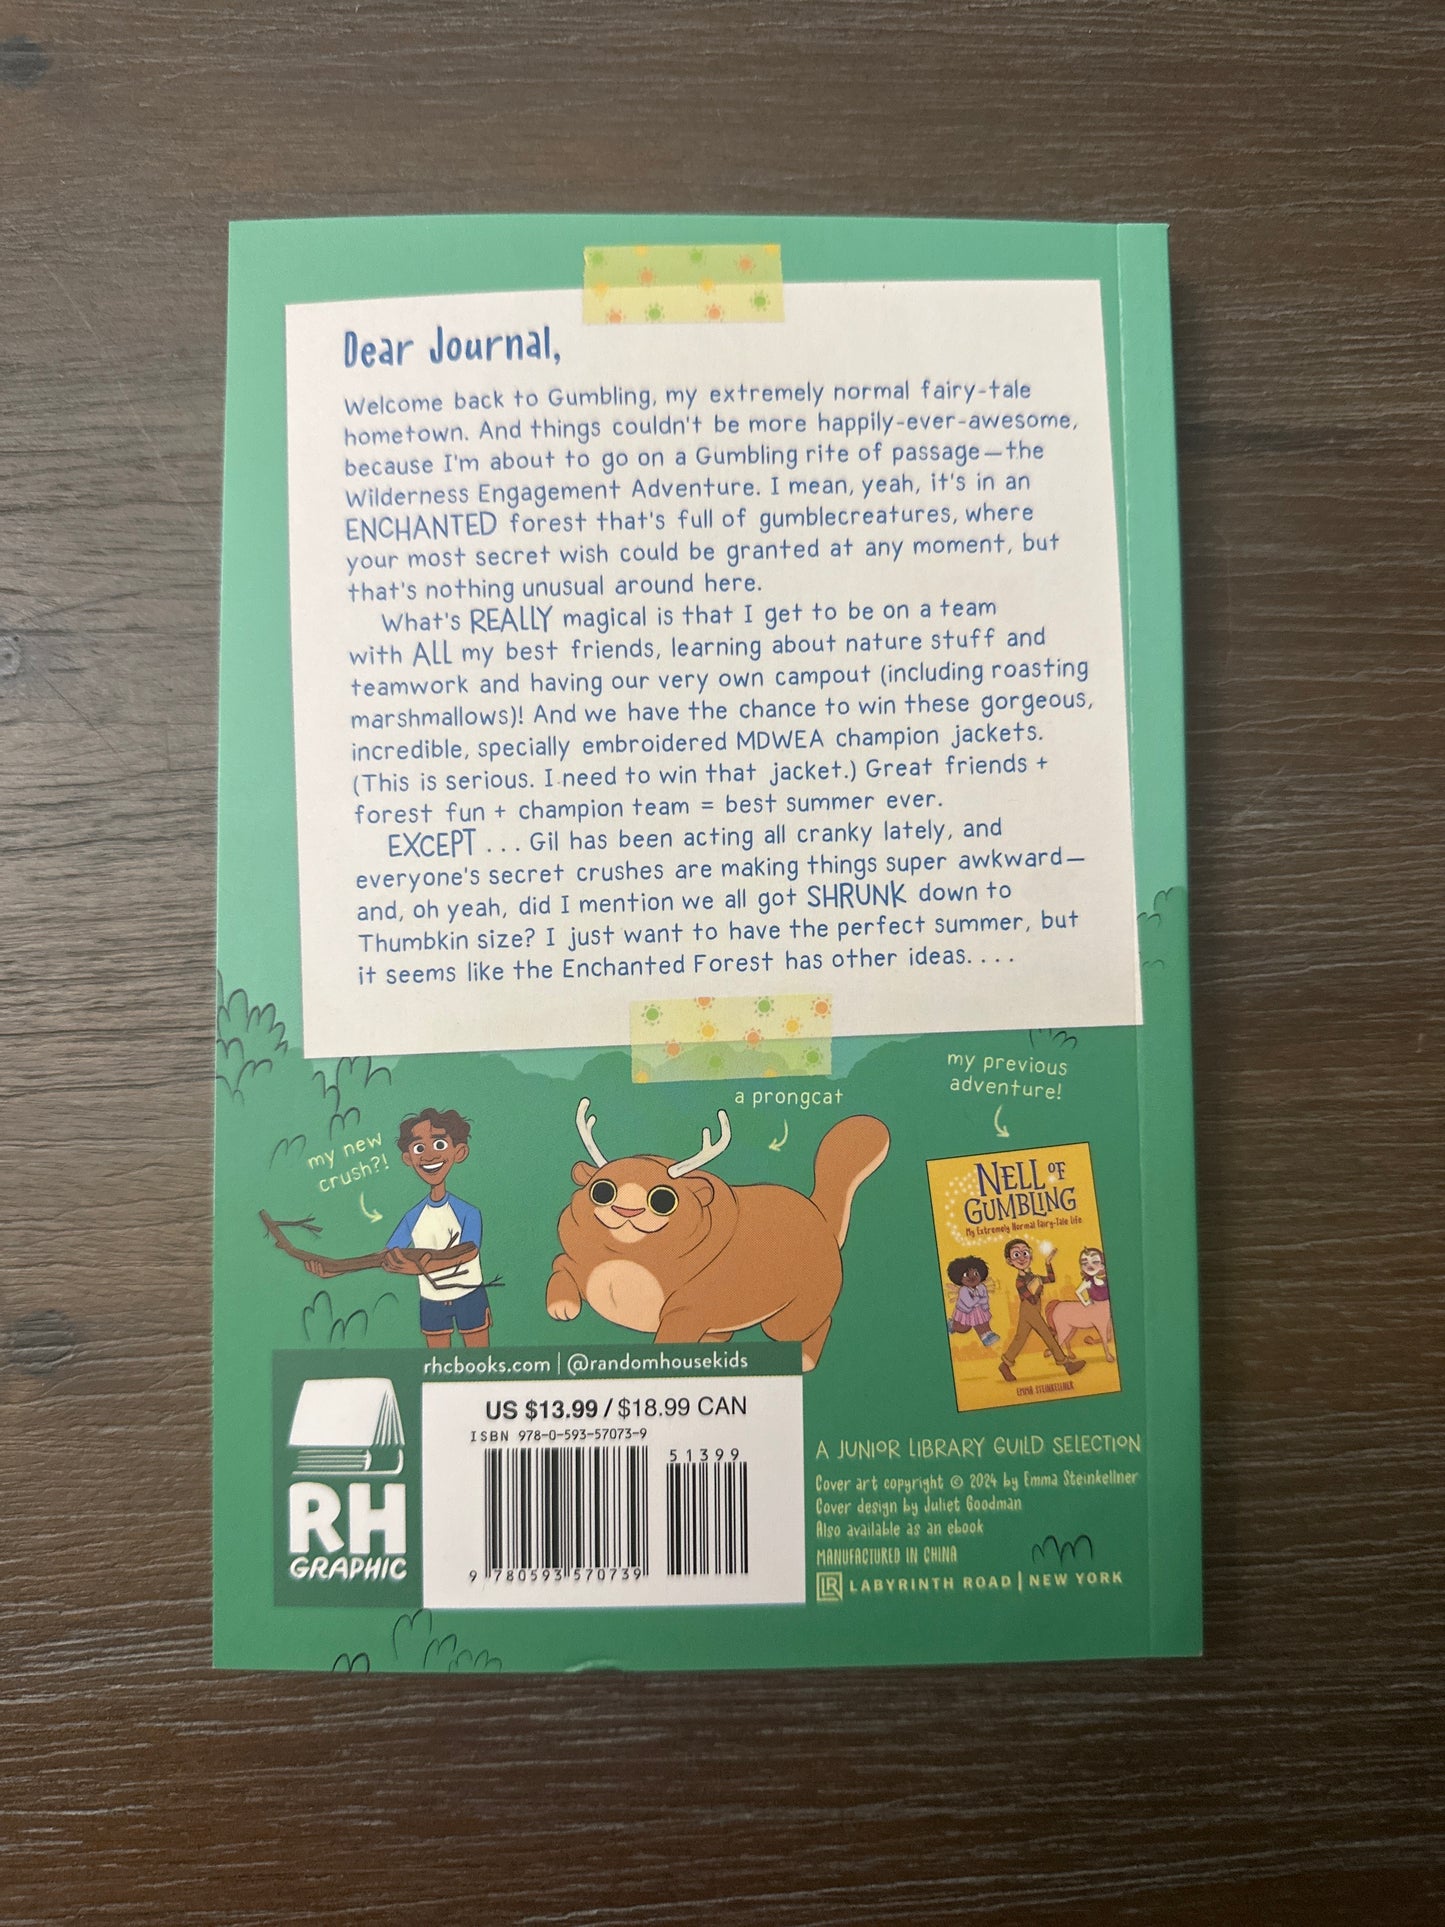 Dear Journal,
Welcome back to Gumbling, my extremely normal fairy-tale
hometown. And things couldn't be more happily-ever-awesome,
because I'm about to go on a Gumbling rite of passage—the
Wilderness Engagement Adventure. I mean, yeah, it's in an
ENCHANTED forest that's full of gumblecreatures, where
your most secret wish could be granted at any moment, but
that's nothing unusual around here.
What's REALLY magical is that I get to be on a team
with ALL my best friends, learning about nature stuff and
teamwork and having our very own campout (including roasting
marshmallows)! And we have the chance to win these gorgeous,
incredible, specially embroidered MDWEA champion jackets.
(This is serious. I need to win that jacket.) Great friends +
forest fun + champion team = best summer ever.
EXCEPT . . . Gil has been acting all cranky lately, and
everyone's secret crushes are making things super awkward—
and, oh yeah, did I mention we all got SHRUNK down to
Thumbkin size? I just want to have the perfect summer, but
it seems like the Enchanted Forest has other ideas. . . .
my new
crush?!
a prongcat
my previous
adventure!
NELL OF
GUMBLING
My Extremely Normal Fairy-Tale Life
EMMA STEINKELLNER
rhcbooks.com | @randomhousekids
US $13.99 / $18.99 CAN
ISBN 978-0-593-57073-9
51399
9 780593 570739
RH
GRAPHIC
A JUNIOR LIBRARY GUILD SELECTION
Cover art copyright © 2024 by Emma Steinkellner
Cover design by Juliet Goodman
Also available as an ebook
MANUFACTURED IN CHINA
LR LABYRINTH ROAD | NEW YORK